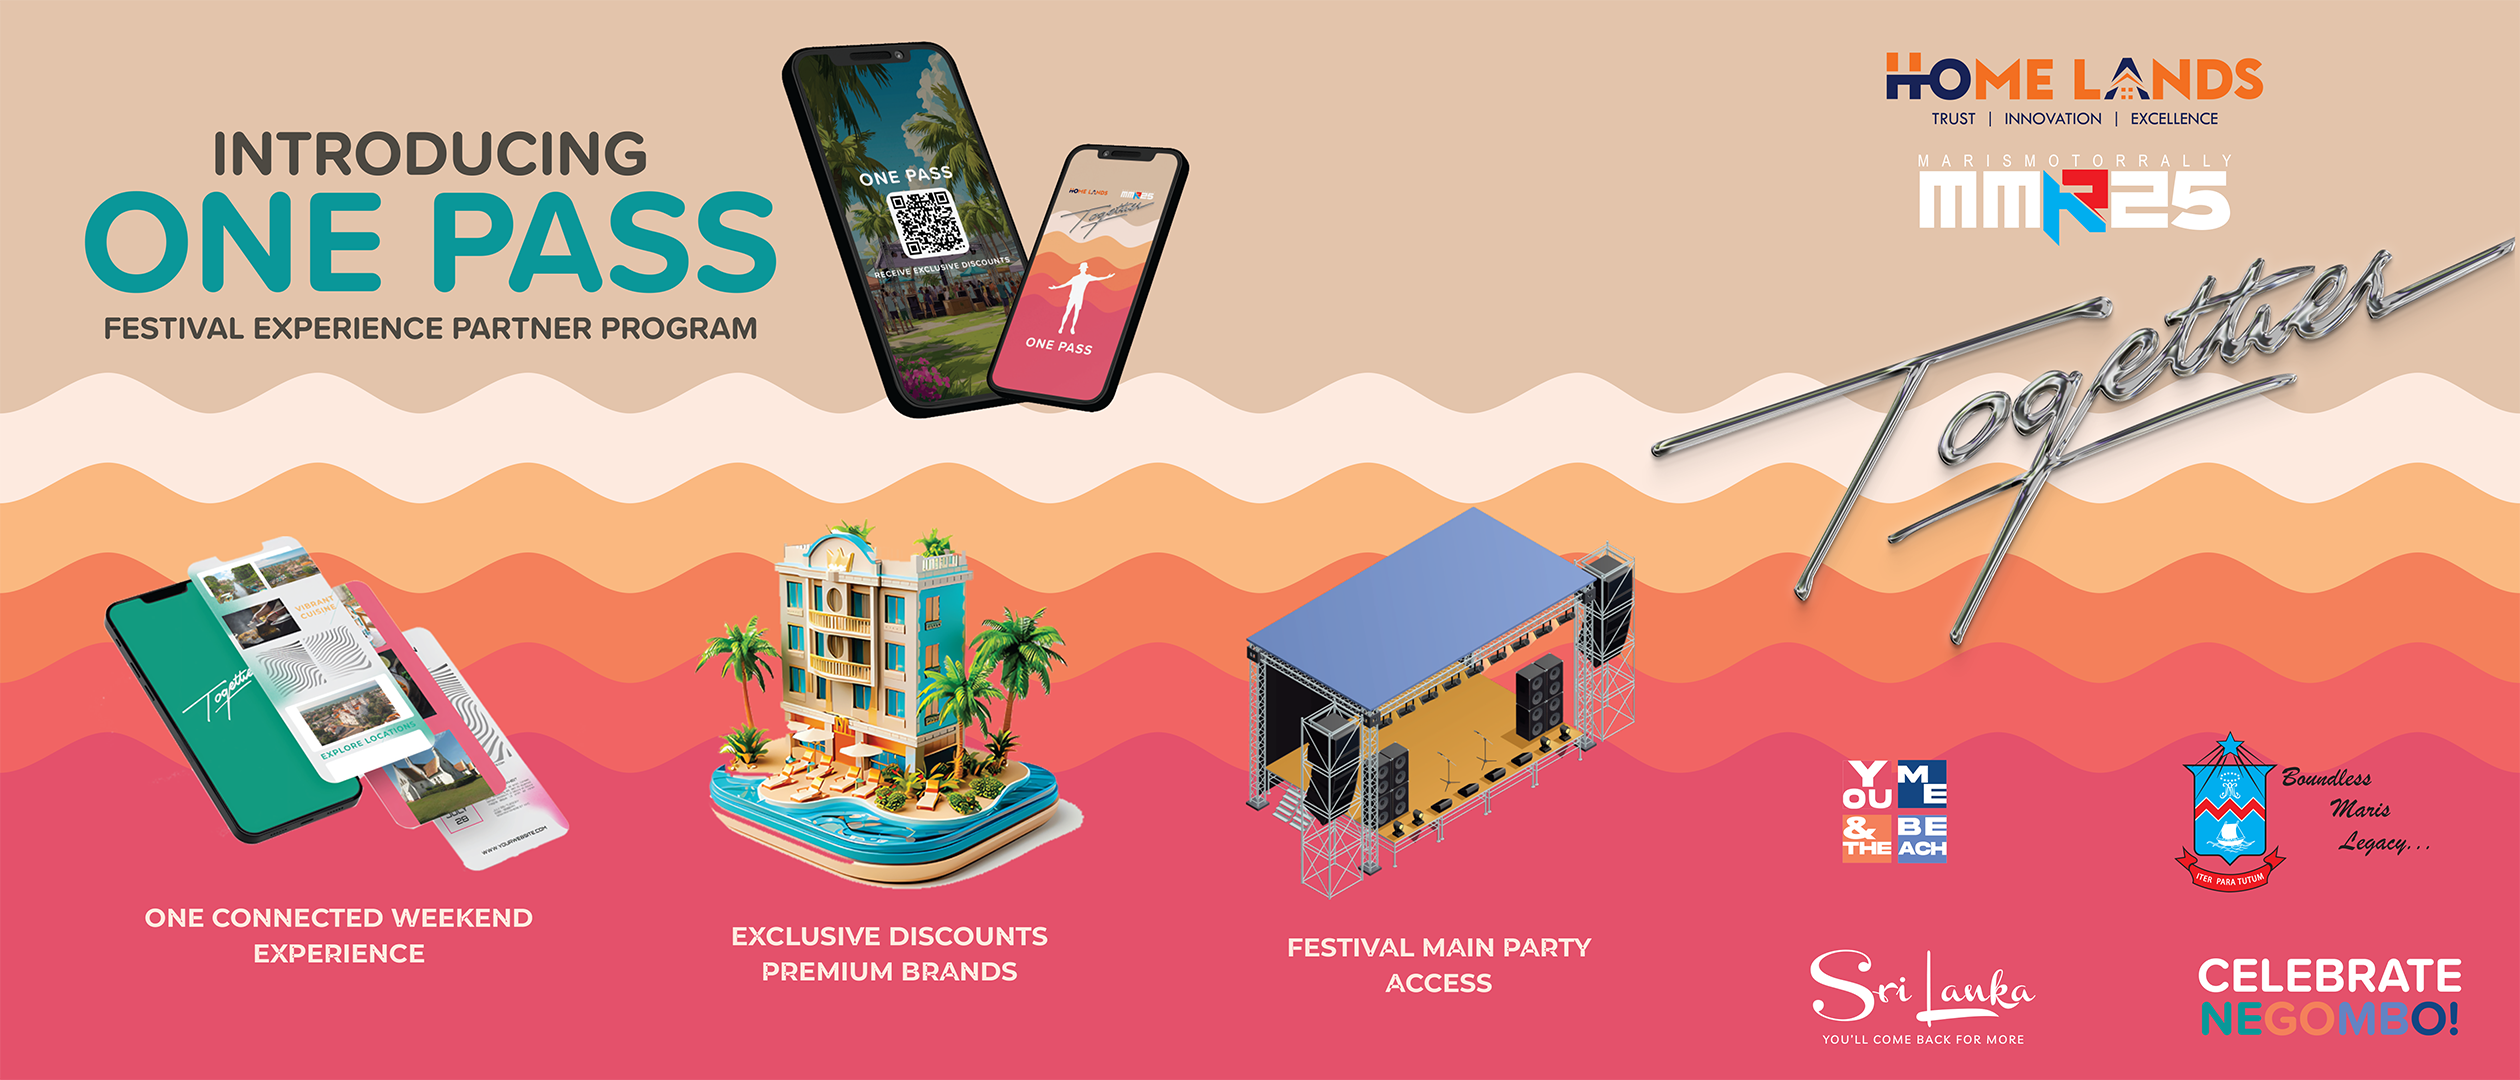 INTRODUCING
ONE PASS
FESTIVAL EXPERIENCE PARTNER PROGRAM
ONE PASS
RECEIVE EXCLUSIVE DISCOUNTS
HOME LANDS
MMR25
Together
ONE PASS
HOME LANDS
TRUST | INNOVATION | EXCELLENCE
MARISMOTORRALLY
MMR25
Together
Together
VIBRANT
CUISINE
EXPLORE LOCATIONS
28
WWW.YOURWEBSITE.COM
ONE CONNECTED WEEKEND
EXPERIENCE
EXCLUSIVE DISCOUNTS
PREMIUM BRANDS
FESTIVAL MAIN PARTY
ACCESS
YOU ME
& THE BEACH
Boundless
Maris
Legacy...
ITER PARA TUTUM
Sri Lanka
YOU'LL COME BACK FOR MORE
CELEBRATE
NEGOMBO!